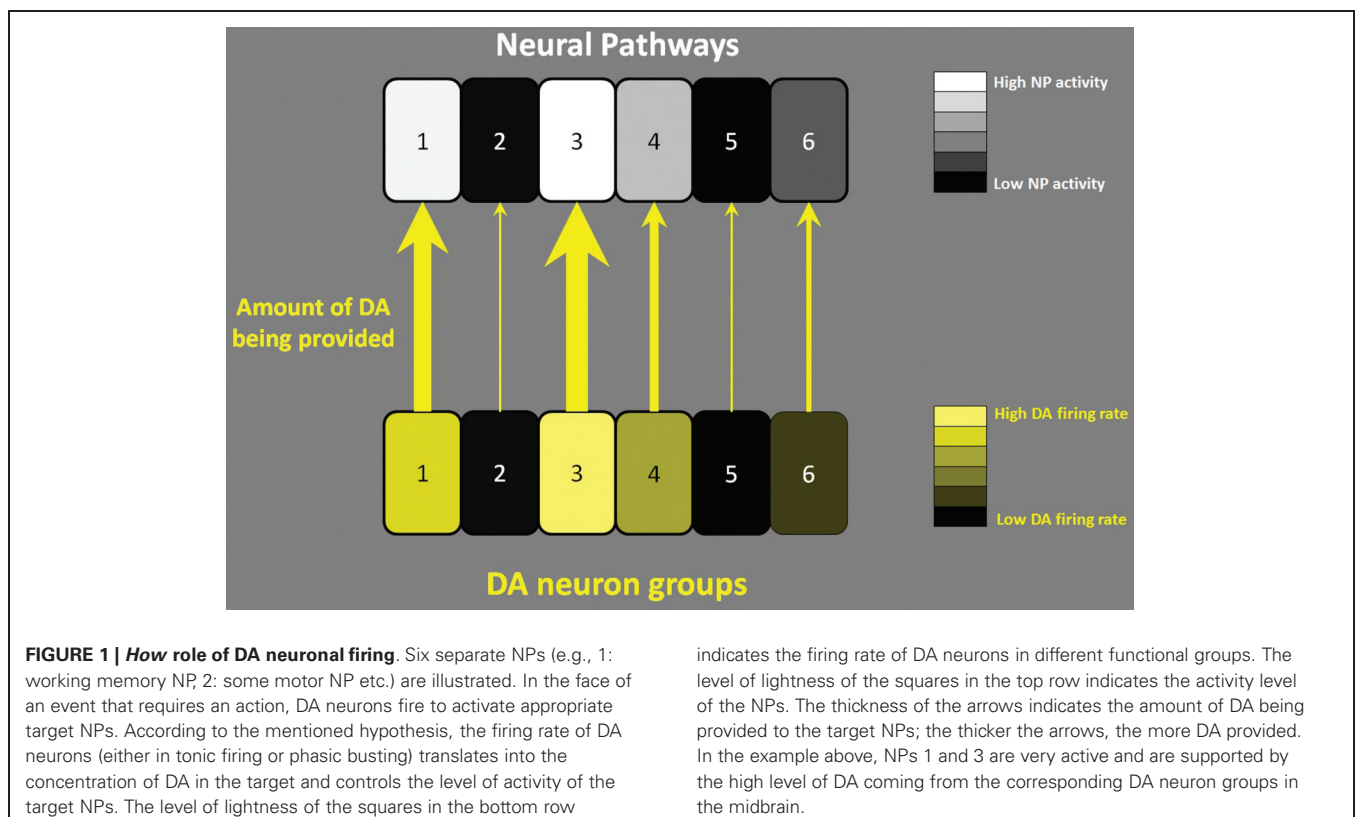 Neural Pathways
High NP activity
1 2 3 4 5 6
Low NP activity
Amount of DA
being provided
High DA firing rate
1 2 3 4 5 6
Low DA firing rate
DA neuron groups
FIGURE 1 | How role of DA neuronal firing. Six separate NPs (e.g., 1:
working memory NP, 2: some motor NP etc.) are illustrated. In the face of
an event that requires an action, DA neurons fire to activate appropriate
target NPs. According to the mentioned hypothesis, the firing rate of DA
neurons (either in tonic firing or phasic busting) translates into the
concentration of DA in the target and controls the level of activity of the
target NPs. The level of lightness of the squares in the bottom row
indicates the firing rate of DA neurons in different functional groups. The
level of lightness of the squares in the top row indicates the activity level
of the NPs. The thickness of the arrows indicates the amount of DA being
provided to the target NPs; the thicker the arrows, the more DA provided.
In the example above, NPs 1 and 3 are very active and are supported by
the high level of DA coming from the corresponding DA neuron groups in
the midbrain.